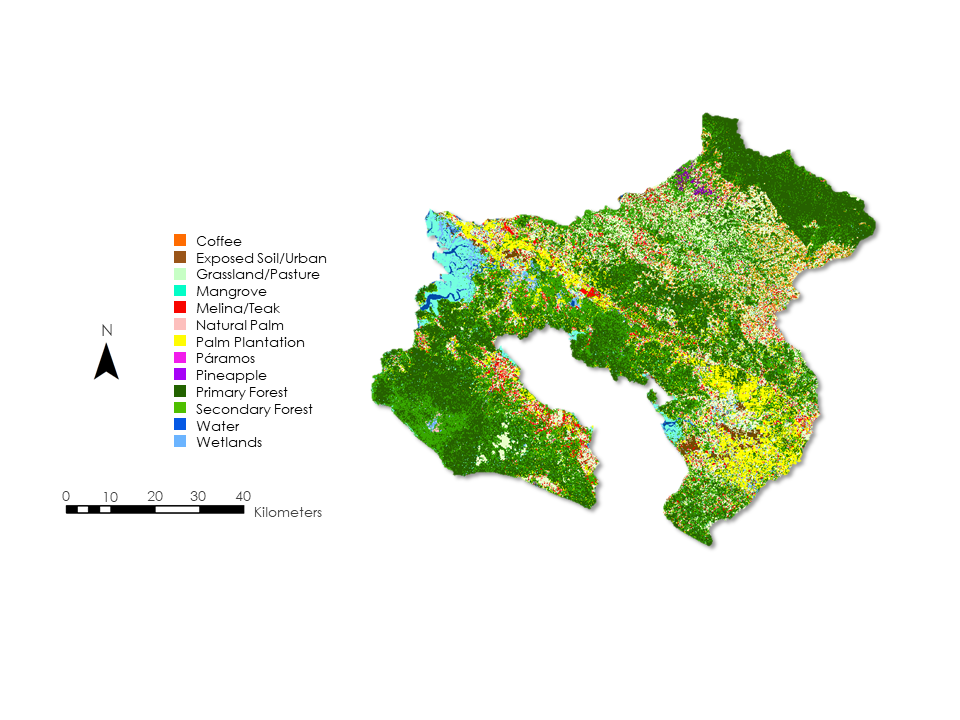 Coffee
Exposed Soil/Urban
Grassland/Pasture
Mangrove
Melina/Teak
Natural Palm
Palm Plantation
Páramos
Pineapple
Primary Forest
Secondary Forest
Water
Wetlands
N
0 10 20 30 40
Kilometers